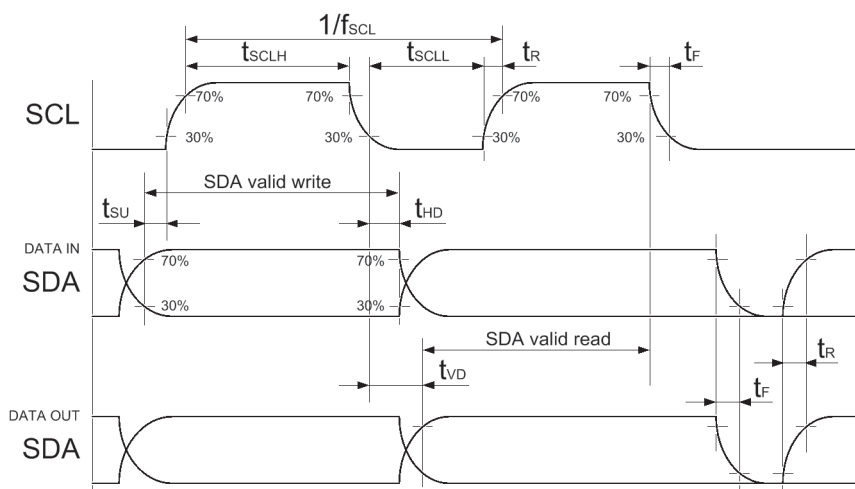 1/fSCL
tSCLH tSCLL tR tF
SCL
70% 70% 70% 70%
30% 30% 30% 30%
SDA valid write
tSU tHD
DATA IN
SDA
70% 70%
30% 30%
SDA valid read
tVD tF tR
DATA OUT
SDA